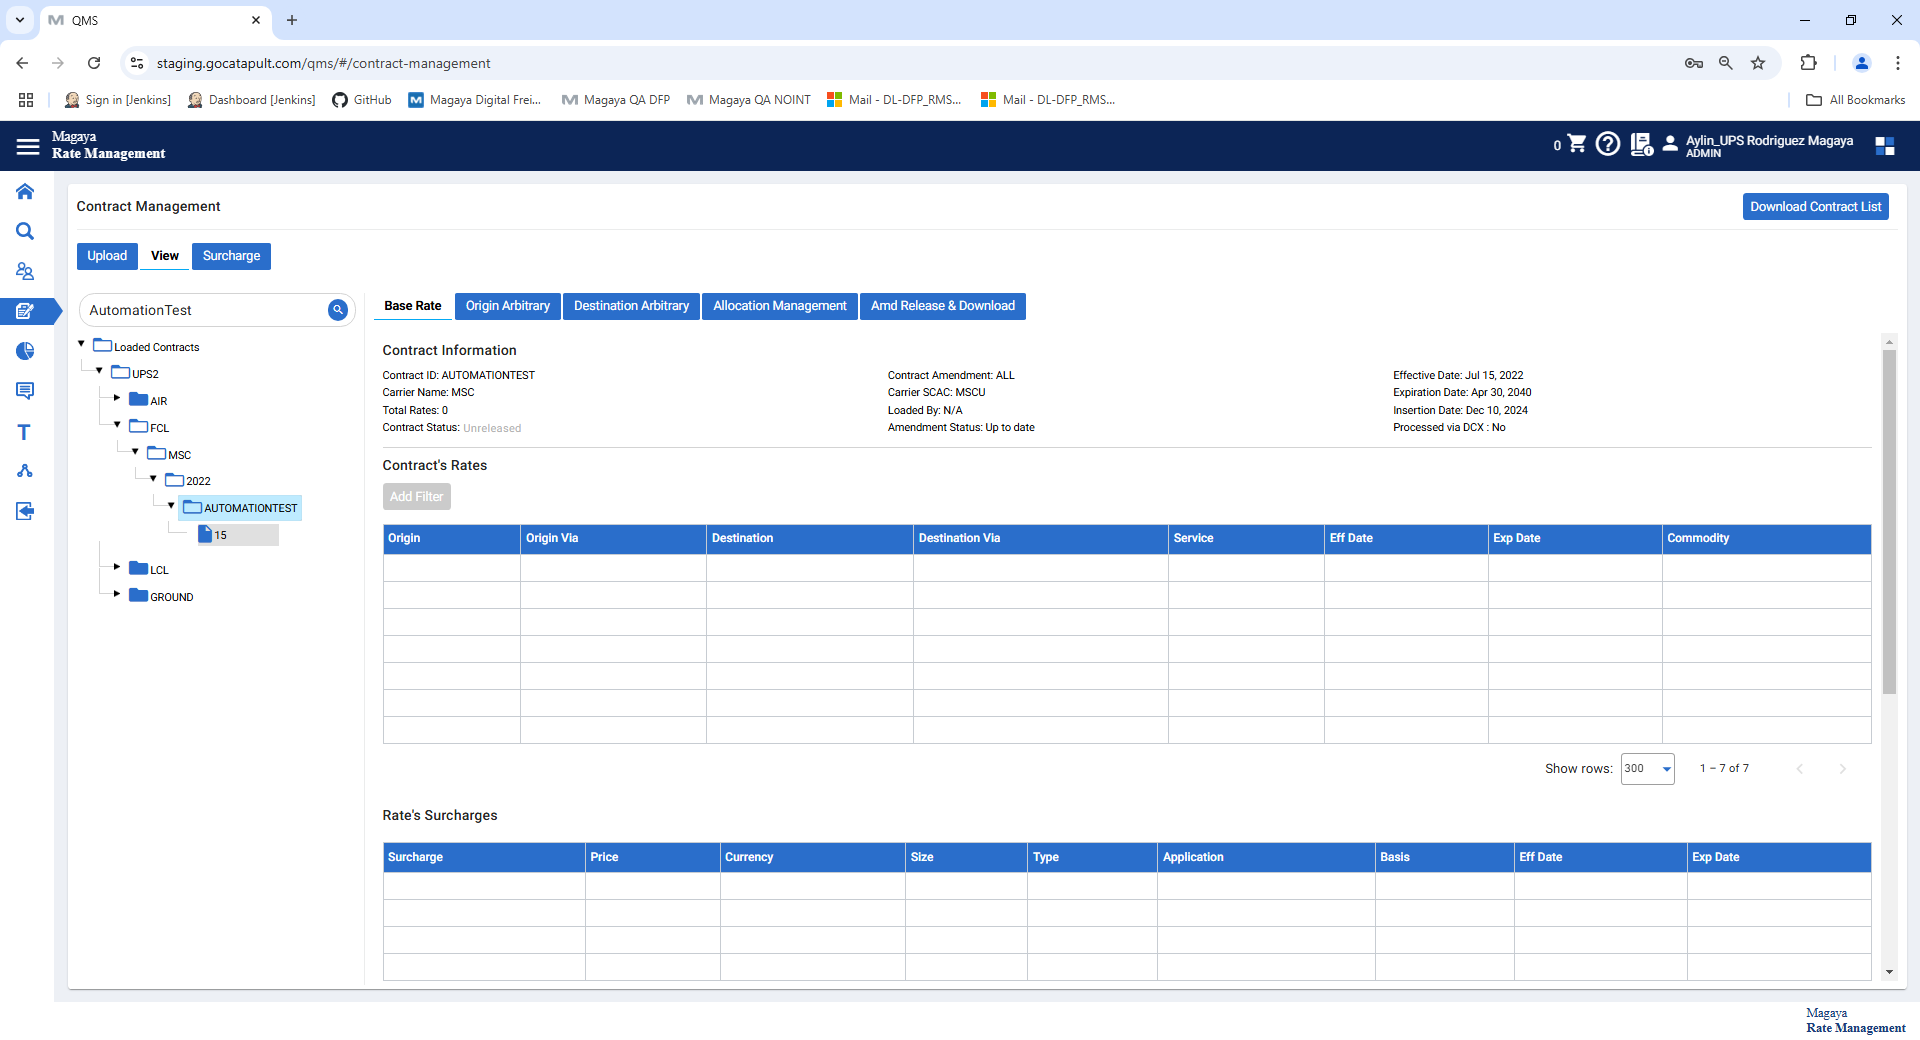 QMS
staging.gocatapult.com/qms/#/contract-management
Sign in [Jenkins]
Dashboard [Jenkins]
GitHub
Magaya Digital Frei...
Magaya QA DFP
Magaya QA NOINT
Mail - DL-DFP_RMS...
Mail - DL-DFP_RMS...
All Bookmarks
Magaya
Rate Management
0
Aylin_UPS Rodriguez Magaya
ADMIN
Contract Management
Download Contract List
Upload
View
Surcharge
AutomationTest
Loaded Contracts
UPS2
AIR
FCL
MSC
2022
AUTOMATIONTEST
15
LCL
GROUND
Base Rate
Origin Arbitrary
Destination Arbitrary
Allocation Management
Amd Release & Download
Contract Information
Contract ID: AUTOMATIONTEST
Contract Amendment: ALL
Effective Date: Jul 15, 2022
Carrier Name: MSC
Carrier SCAC: MSCU
Expiration Date: Apr 30, 2040
Total Rates: 0
Loaded By: N/A
Insertion Date: Dec 10, 2024
Contract Status: Unreleased
Amendment Status: Up to date
Processed via DCX : No
Contract's Rates
Add Filter
Origin
Origin Via
Destination
Destination Via
Service
Eff Date
Exp Date
Commodity
Show rows:
300
1 – 7 of 7
Rate's Surcharges
Surcharge
Price
Currency
Size
Type
Application
Basis
Eff Date
Exp Date
Magaya
Rate Management